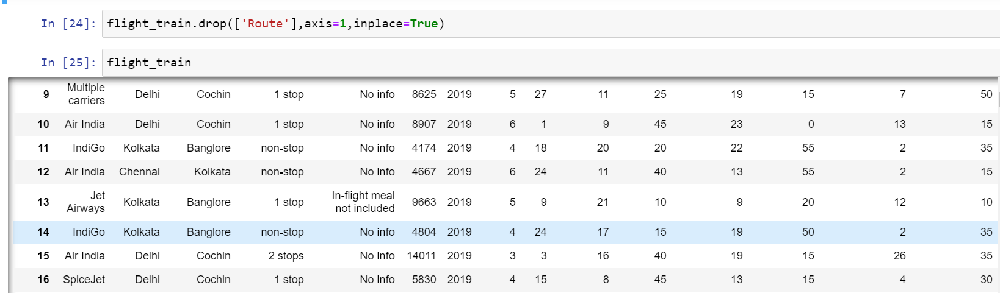 In [24]: flight_train.drop(['Route'],axis=1,inplace=True)
In [25]: flight_train
9 Multiple carriers Delhi Cochin 1 stop No info 8625 2019 5 27 11 25 19 15 7 50
10 Air India Delhi Cochin 1 stop No info 8907 2019 6 1 9 45 23 0 13 15
11 IndiGo Kolkata Banglore non-stop No info 4174 2019 4 18 20 20 22 55 2 35
12 Air India Chennai Kolkata non-stop No info 4667 2019 6 24 11 40 13 55 2 15
13 Jet Airways Kolkata Banglore 1 stop In-flight meal not included 9663 2019 5 9 21 10 9 20 12 10
14 IndiGo Kolkata Banglore non-stop No info 4804 2019 4 24 17 15 19 50 2 35
15 Air India Delhi Cochin 2 stops No info 14011 2019 3 3 16 40 19 15 26 35
16 SpiceJet Delhi Cochin 1 stop No info 5830 2019 4 15 8 45 13 15 4 30